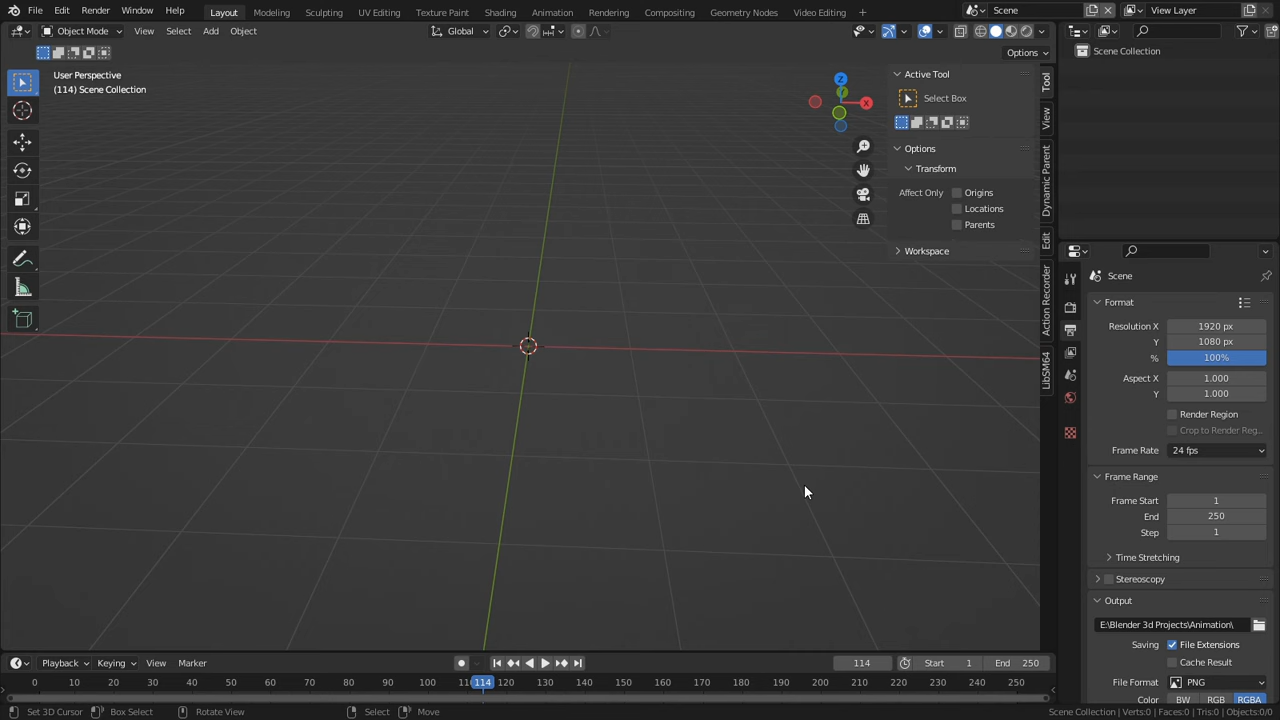 File Edit Render Window Help Layout Modeling Sculpting UV Editing Texture Paint Shading Animation Rendering Compositing Geometry Nodes Video Editing + Scene View Layer
Object Mode View Select Add Object Global
Options
Scene Collection
User Perspective
(114) Scene Collection
Z
Y
X
Active Tool
Select Box
Options
Transform
Affect Only Origins
Locations
Parents
Workspace
Tool
View
Dynamic Parent
Edit
Action Recorder
LibSM64
Scene
Format
Resolution X 1920 px
Y 1080 px
% 100%
Aspect X 1.000
Y 1.000
Render Region
Crop to Render Reg...
Frame Rate 24 fps
Frame Range
Frame Start 1
End 250
Step 1
Time Stretching
Stereoscopy
Output
E:\Blender 3d Projects\Animation\
Saving File Extensions
Cache Result
File Format PNG
Color BW RGB RGBA
Playback Keying View Marker 114 Start 1 End 250
0 10 20 30 40 50 60 70 80 90 100 114 120 130 140 150 160 170 180 190 200 210 220 230 240 250
Set 3D Cursor Box Select Rotate View Select Move Scene Collection | Verts:0 | Faces:0 | Tris:0 | Objects:0/0